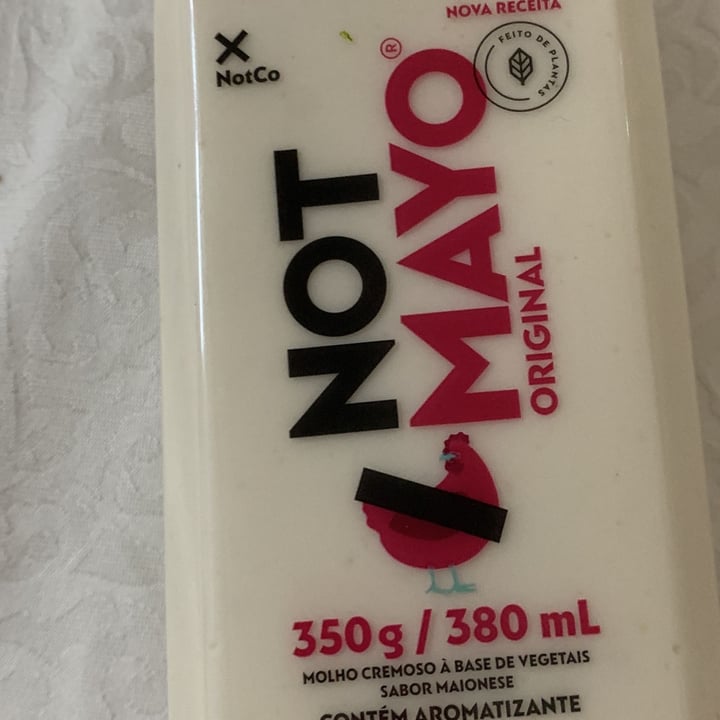 NOVA RECEITA
NotCo
FEITO DE PLANTAS
NOT
MAYO®
ORIGINAL
350g / 380 mL
MOLHO CREMOSO À BASE DE VEGETAIS
SABOR MAIONESE
CONTÉM AROMATIZANTE